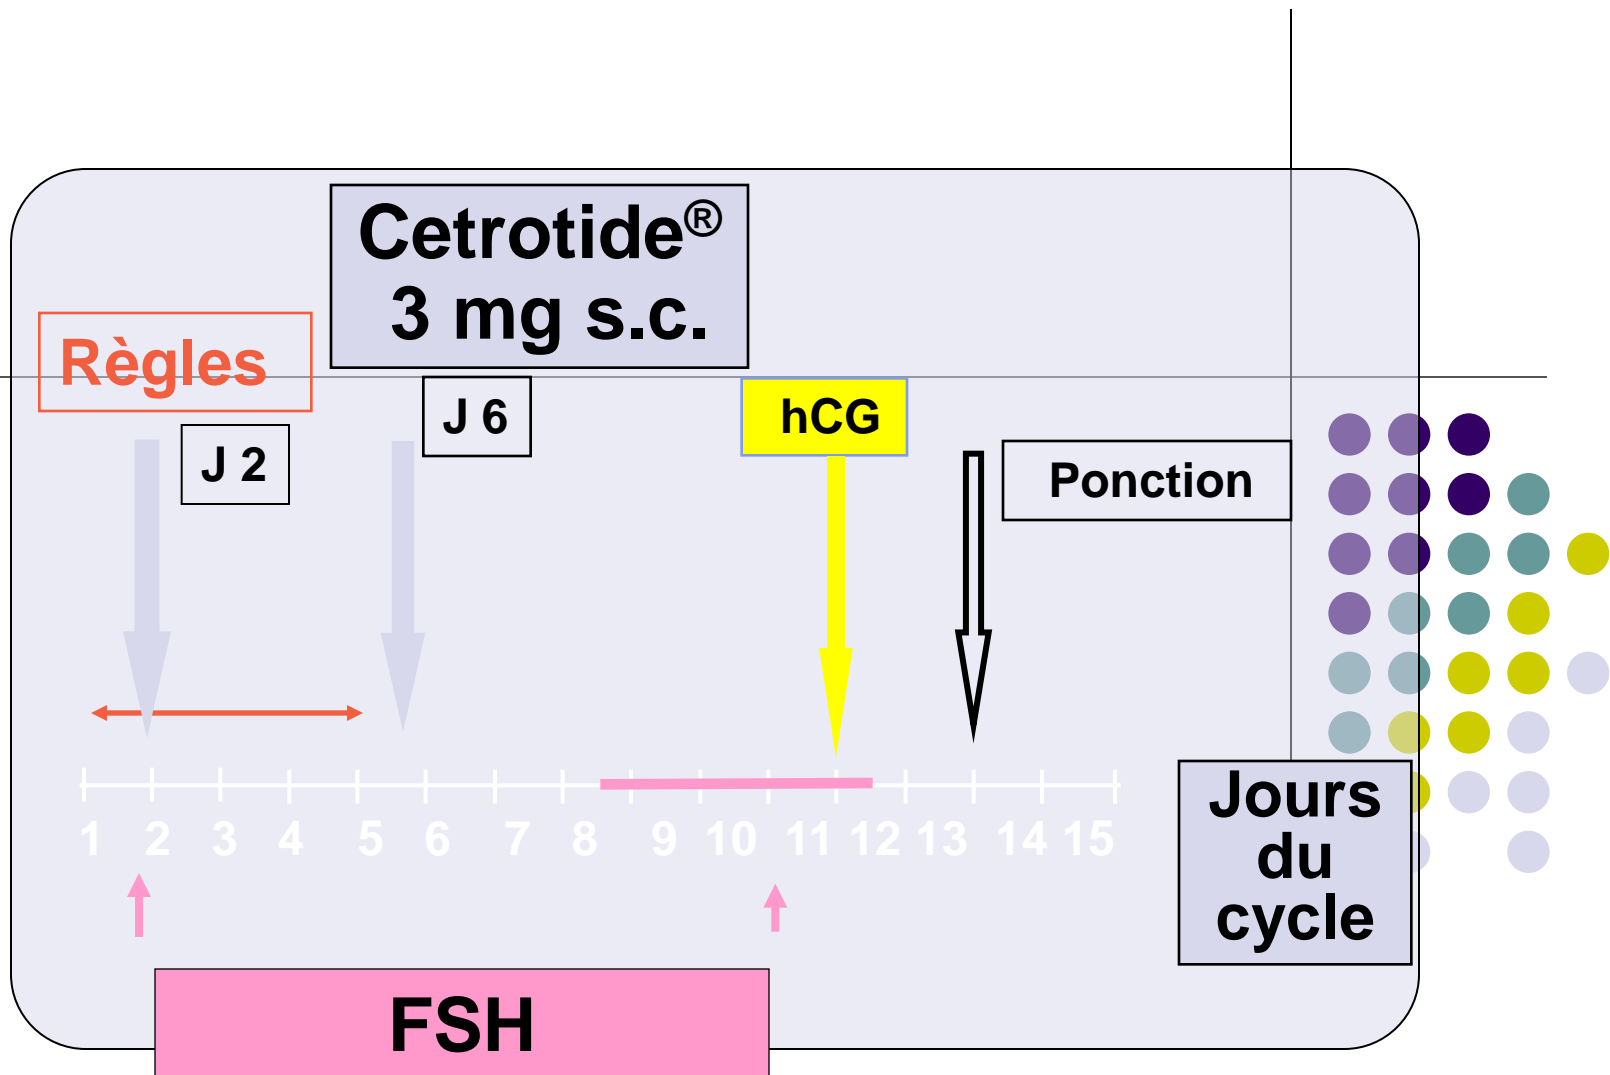 Cetrotide®
3 mg s.c.
Règles
J 6
hCG
J 2
Ponction
1 2 3 4 5 6 7 8 9 10 11 12 13 14 15
Jours
du
cycle
FSH